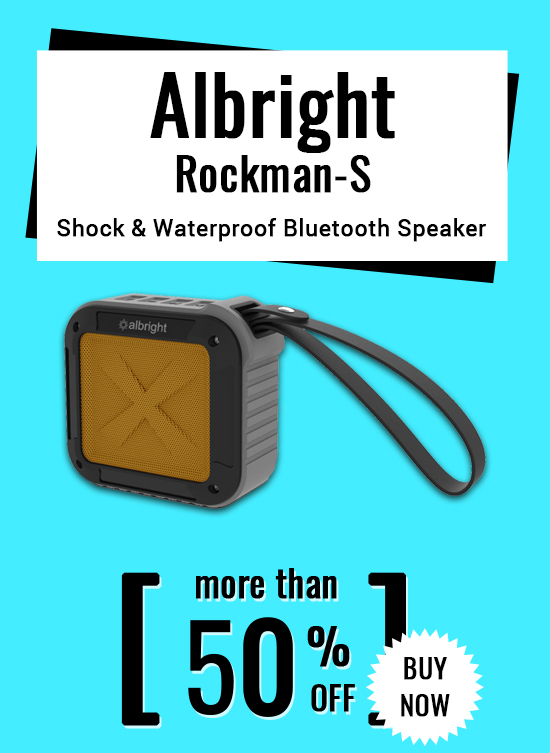 Albright
Rockman-S
Shock & Waterproof Bluetooth Speaker
albright
more than
50%
OFF
BUY
NOW